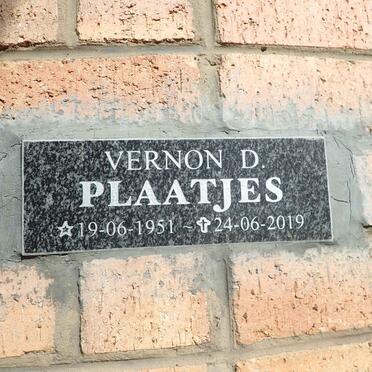 VERNON D.
PLAATJES
☆19-06-1951 ~ ✞24-06-2019